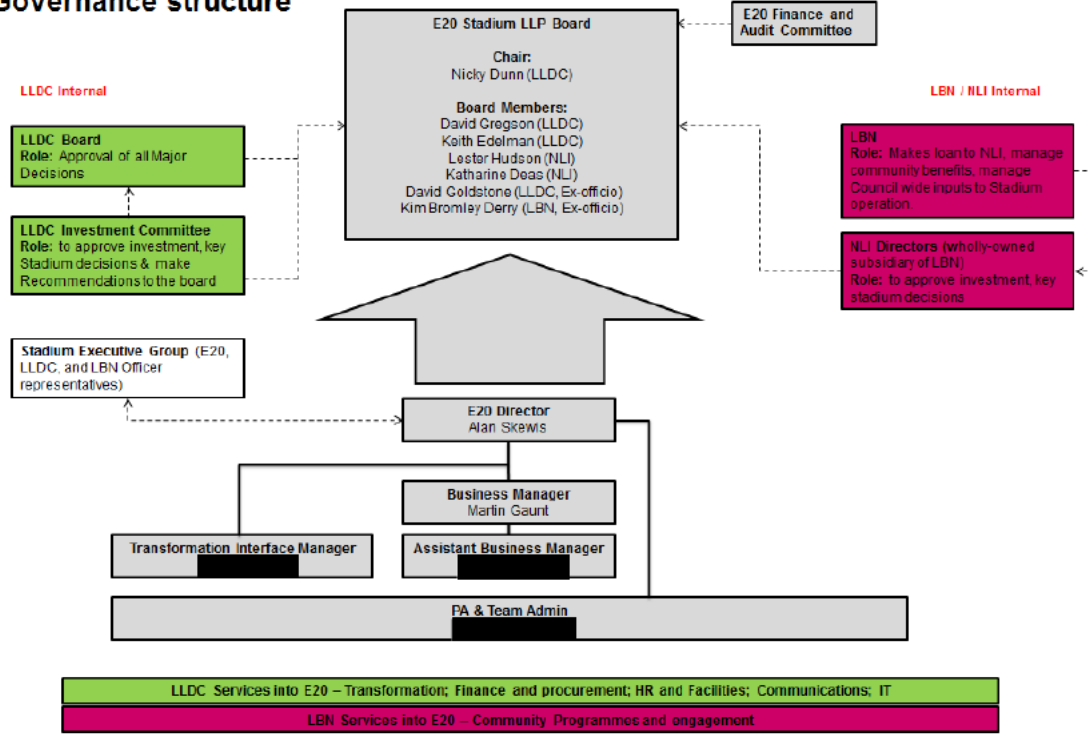 Governance structure
E20 Stadium LLP Board
Chair:
Nicky Dunn (LLDC)
Board Members:
David Gregson (LLDC)
Keith Edelman (LLDC)
Lester Hudson (NLI)
Katharine Deas (NLI)
David Goldstone (LLDC, Ex-officio)
Kim Bromley Derry (LBN, Ex-officio)
E20 Finance and
Audit Committee
LLDC Internal
LLDC Board
Role: Approval of all Major
Decisions
LLDC Investment Committee
Role: to approve investment, key
Stadium decisions & make
Recommendations to the board
LBN / NLI Internal
LBN
Role: Makes loan to NLI, manage
community benefits, manage
Council wide inputs to Stadium
operation.
NLI Directors (wholly-owned
subsidiary of LBN)
Role: to approve investment, key
stadium decisions
Stadium Executive Group (E20,
LLDC, and LBN Officer
representatives)
E20 Director
Alan Skewis
Business Manager
Martin Gaunt
Transformation Interface Manager
Assistant Business Manager
PA & Team Admin
LLDC Services into E20 – Transformation; Finance and procurement; HR and Facilities; Communications; IT
LBN Services into E20 – Community Programmes and engagement